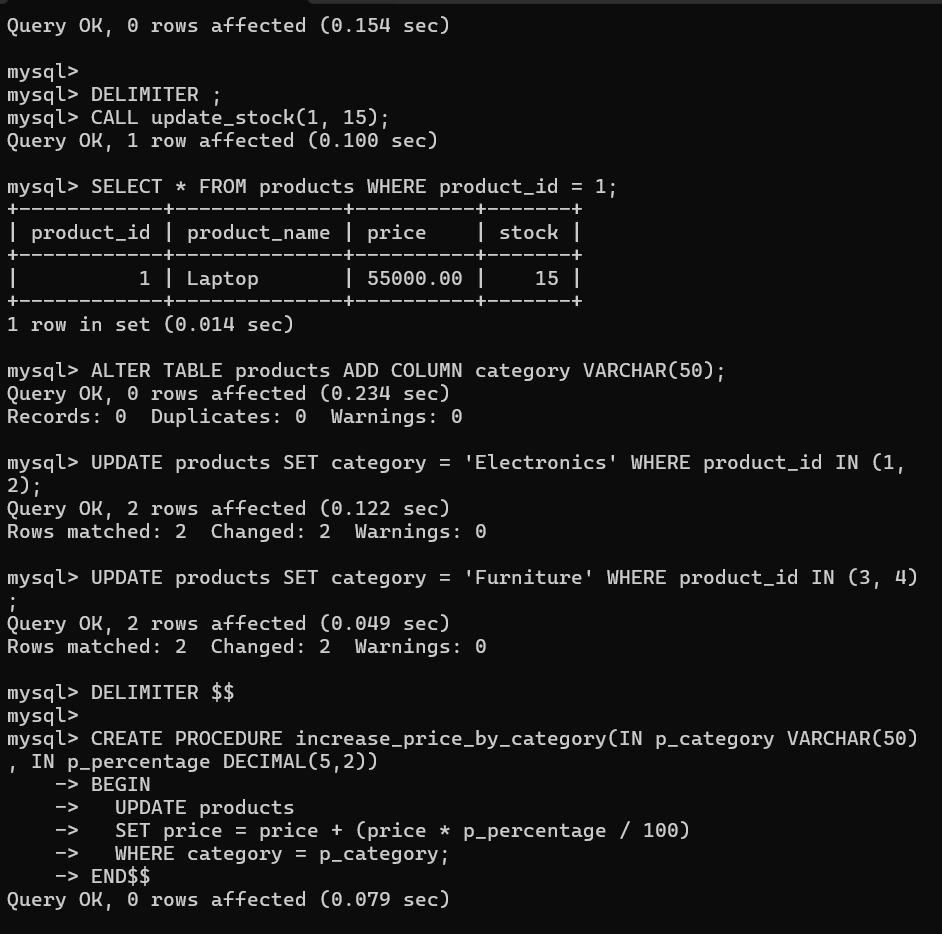 Query OK, 0 rows affected (0.154 sec)

mysql>
mysql> DELIMITER ;
mysql> CALL update_stock(1, 15);
Query OK, 1 row affected (0.100 sec)

mysql> SELECT * FROM products WHERE product_id = 1;
+------------+--------------+----------+-------+
| product_id | product_name | price    | stock |
+------------+--------------+----------+-------+
|          1 | Laptop       | 55000.00 |    15 |
+------------+--------------+----------+-------+
1 row in set (0.014 sec)

mysql> ALTER TABLE products ADD COLUMN category VARCHAR(50);
Query OK, 0 rows affected (0.234 sec)
Records: 0  Duplicates: 0  Warnings: 0

mysql> UPDATE products SET category = 'Electronics' WHERE product_id IN (1,
2);
Query OK, 2 rows affected (0.122 sec)
Rows matched: 2  Changed: 2  Warnings: 0

mysql> UPDATE products SET category = 'Furniture' WHERE product_id IN (3, 4)
;
Query OK, 2 rows affected (0.049 sec)
Rows matched: 2  Changed: 2  Warnings: 0

mysql> DELIMITER $$
mysql>
mysql> CREATE PROCEDURE increase_price_by_category(IN p_category VARCHAR(50)
, IN p_percentage DECIMAL(5,2))
    -> BEGIN
    ->   UPDATE products
    ->   SET price = price + (price * p_percentage / 100)
    ->   WHERE category = p_category;
    -> END$$
Query OK, 0 rows affected (0.079 sec)